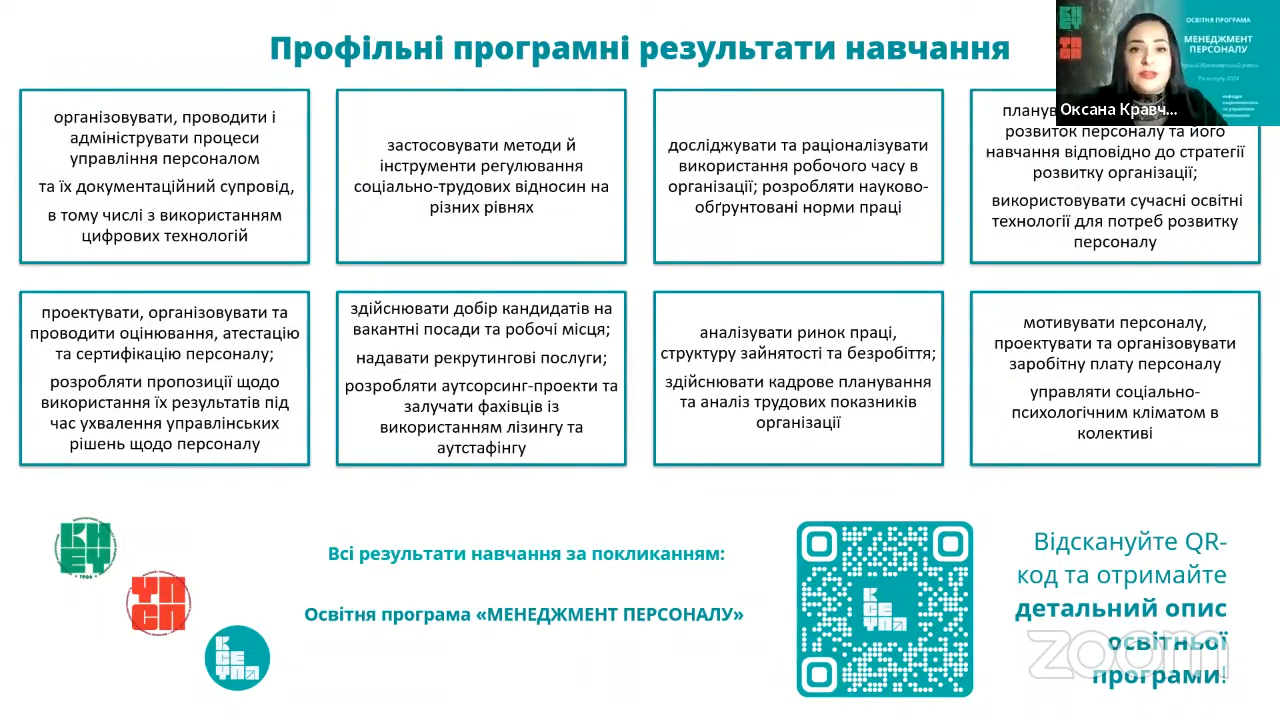 Профільні програмні результати навчання
ОСВІТНЯ ПРОГРАМА
МЕНЕДЖМЕНТ
ПЕРСОНАЛУ
Рік вступу 2024
Оксана Кравч...
організовувати, проводити і
адмініструвати процеси
управління персоналом
та їх документаційний супровід,
в тому числі з використанням
цифрових технологій
застосовувати методи й
інструменти регулювання
соціально-трудових відносин на
різних рівнях
досліджувати та раціоналізувати
використання робочого часу в
організації; розробляти науково-
обґрунтовані норми праці
розвиток персоналу та його
навчання відповідно до стратегії
розвитку організації;
використовувати сучасні освітні
технології для потреб розвитку
персоналу
проектувати, організовувати та
проводити оцінювання, атестацію
та сертифікацію персоналу;
розробляти пропозиції щодо
використання їх результатів під
час ухвалення управлінських
рішень щодо персоналу
здійснювати добір кандидатів на
вакантні посади та робочі місця;
надавати рекрутингові послуги;
розробляти аутсорсинг-проекти та
залучати фахівців із
використанням лізингу та
аутстафінгу
аналізувати ринок праці,
структуру зайнятості та безробіття;
здійснювати кадрове планування
та аналіз трудових показників
організації
мотивувати персоналу,
проектувати та організовувати
заробітну плату персоналу
управляти соціально-
психологічним кліматом в
колективі
КНЕУ
1906
УПСП
КСЕУП
Всі результати навчання за покликанням:
Освітня програма «МЕНЕДЖМЕНТ ПЕРСОНАЛУ»
Відскануйте QR-
код та отримайте
детальний опис
освітньої
програми!
zoom